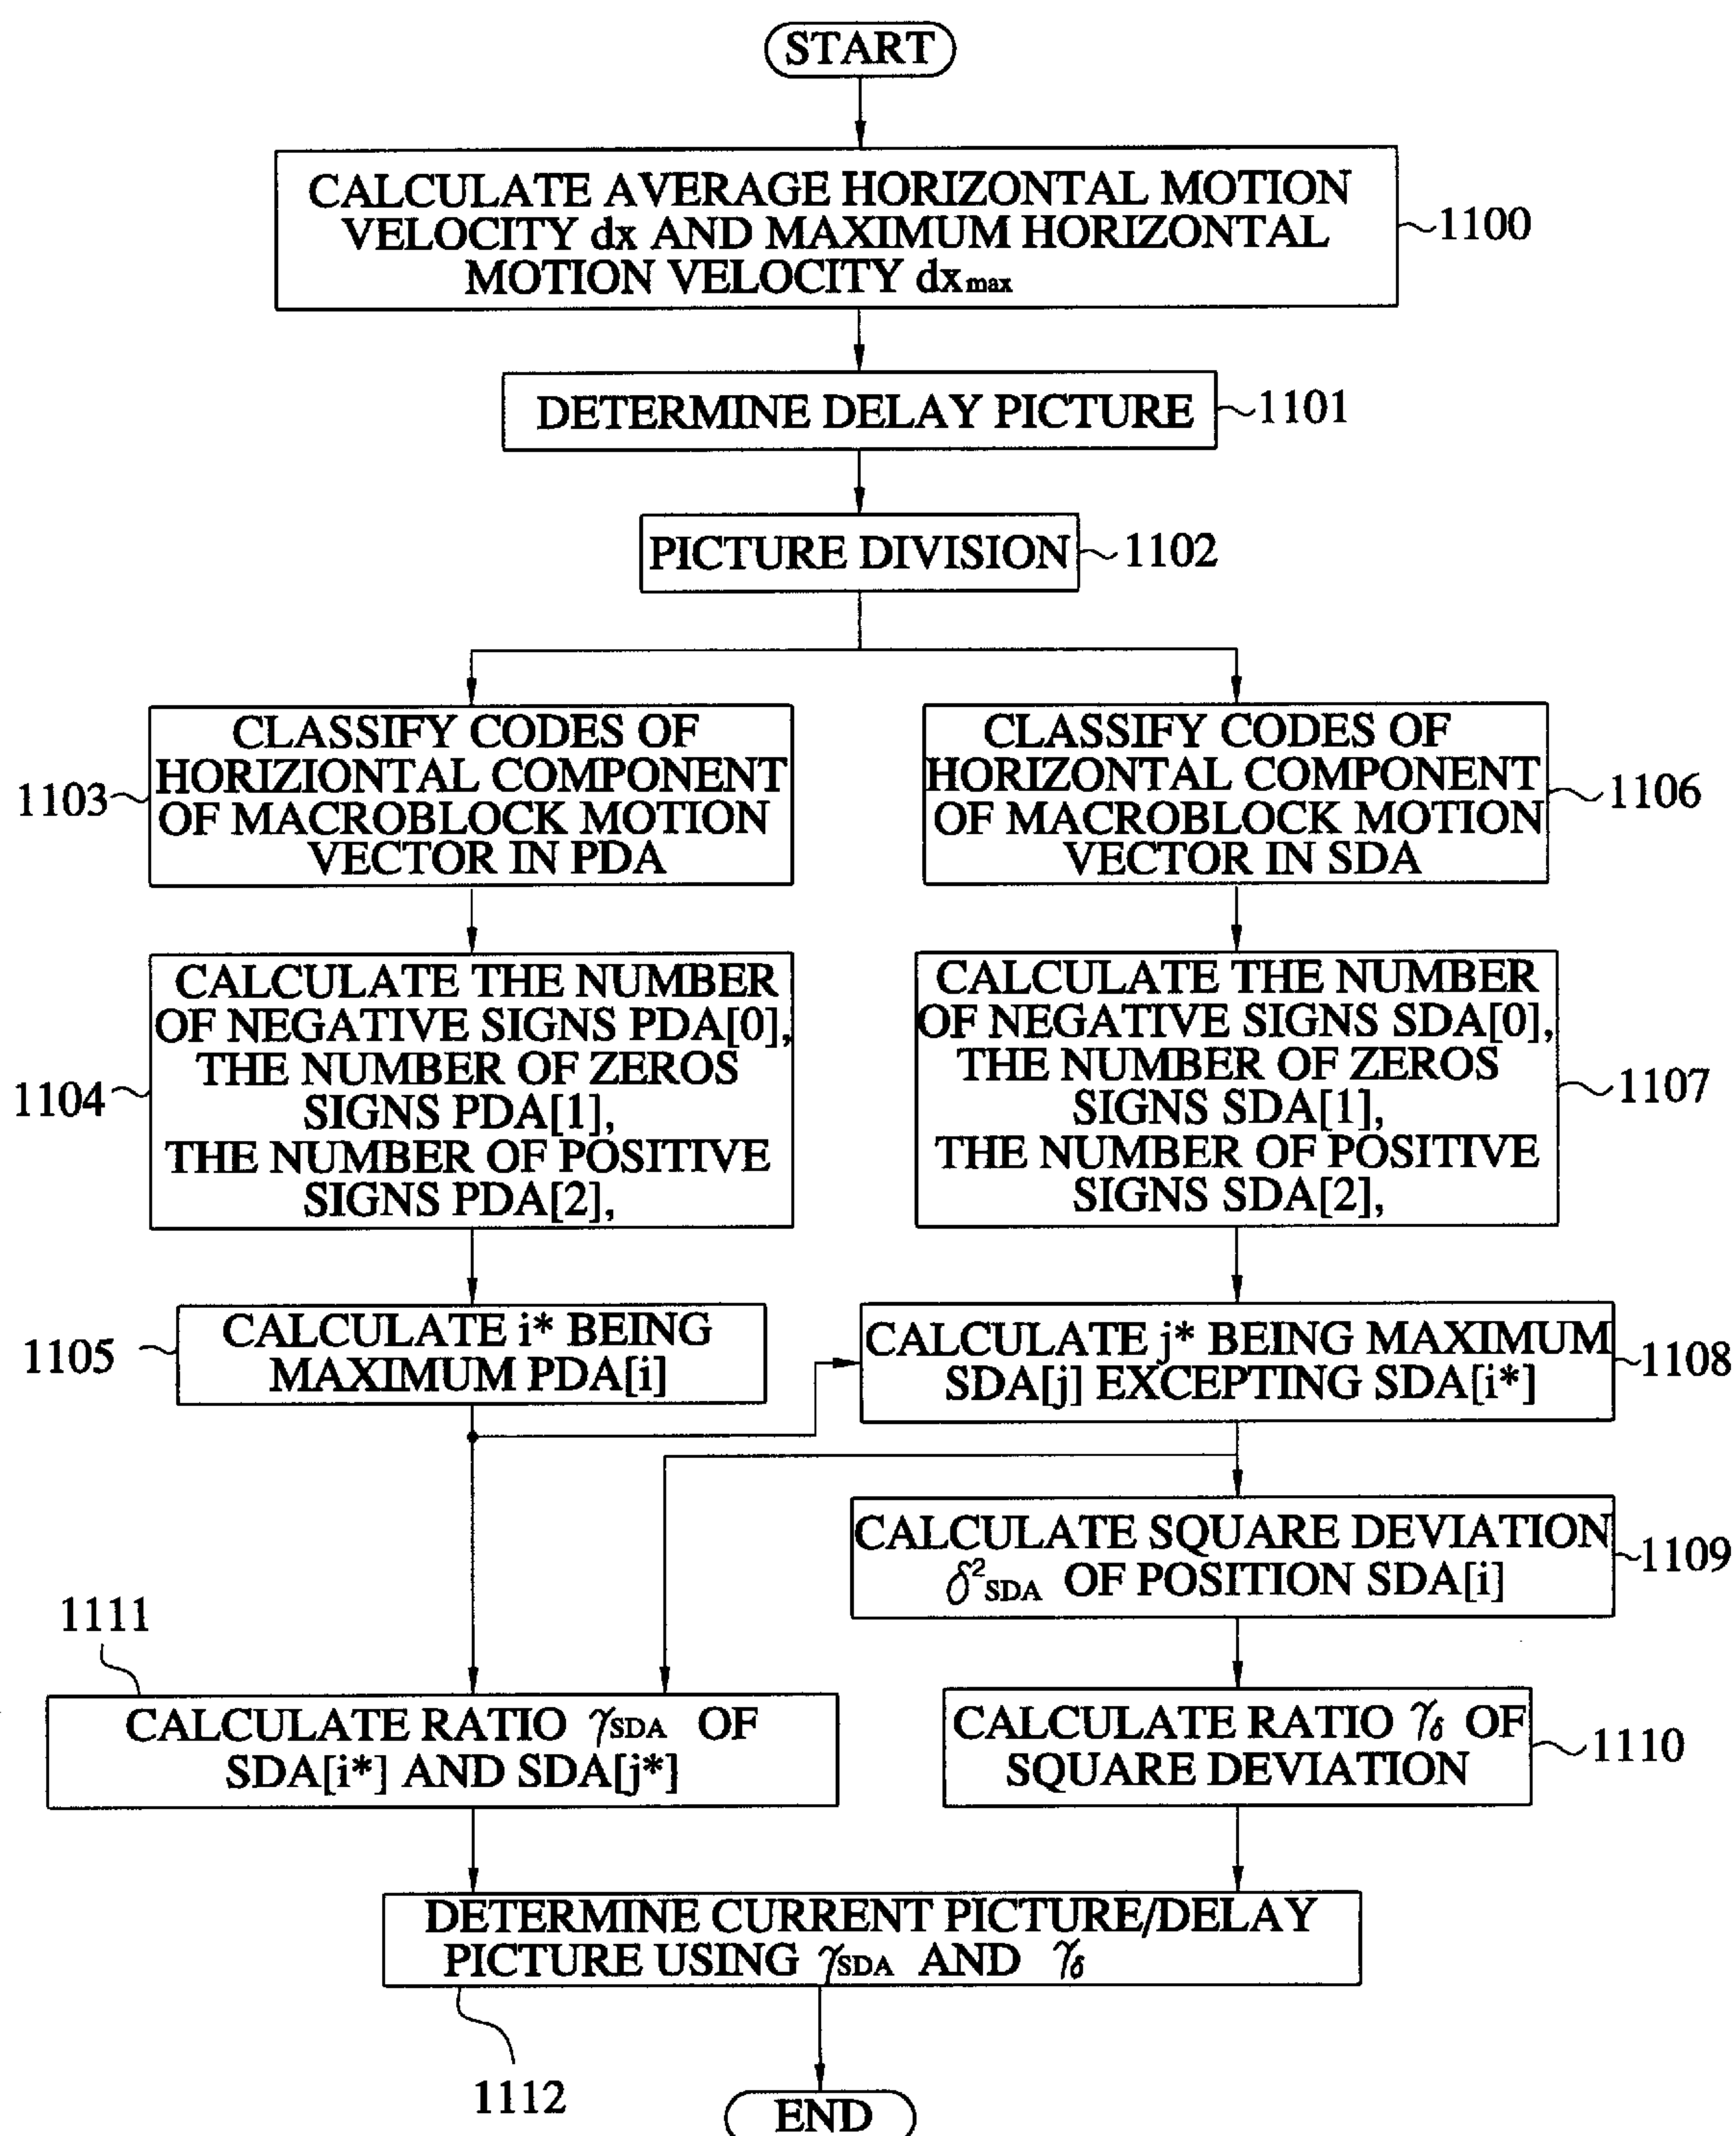 START
CALCULATE AVERAGE HORIZONTAL MOTION
VELOCITY dx AND MAXIMUM HORIZONTAL
MOTION VELOCITY dxmax
1100
DETERMINE DELAY PICTURE
1101
PICTURE DIVISION
1102
CLASSIFY CODES OF
HORIZIONTAL COMPONENT
OF MACROBLOCK MOTION
VECTOR IN PDA
1103
CLASSIFY CODES OF
HORIZONTAL COMPONENT
OF MACROBLOCK MOTION
VECTOR IN SDA
1106
CALCULATE THE NUMBER
OF NEGATIVE SIGNS PDA[0],
THE NUMBER OF ZEROS
SIGNS PDA[1],
THE NUMBER OF POSITIVE
SIGNS PDA[2],
1104
CALCULATE THE NUMBER
OF NEGATIVE SIGNS SDA[0],
THE NUMBER OF ZEROS
SIGNS SDA[1],
THE NUMBER OF POSITIVE
SIGNS SDA[2],
1107
1105
CALCULATE i* BEING
MAXIMUM PDA[i]
CALCULATE j* BEING MAXIMUM
SDA[j] EXCEPTING SDA[i*]
1108
CALCULATE SQUARE DEVIATION
δ²SDA OF POSITION SDA[i]
1109
1111
CALCULATE RATIO γSDA OF
SDA[i*] AND SDA[j*]
CALCULATE RATIO γδ OF
SQUARE DEVIATION
1110
DETERMINE CURRENT PICTURE/DELAY
PICTURE USING γSDA AND γδ
1112
END